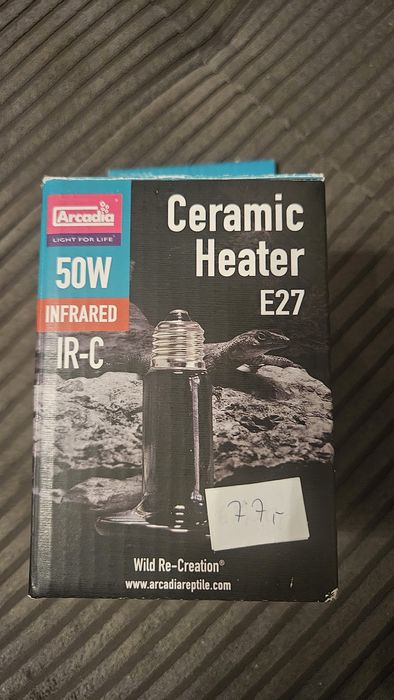 Arcadia
LIGHT FOR LIFE
50W
INFRARED
IR-C
Ceramic
Heater
E27
77,-
Wild Re-Creation®
www.arcadiareptile.com